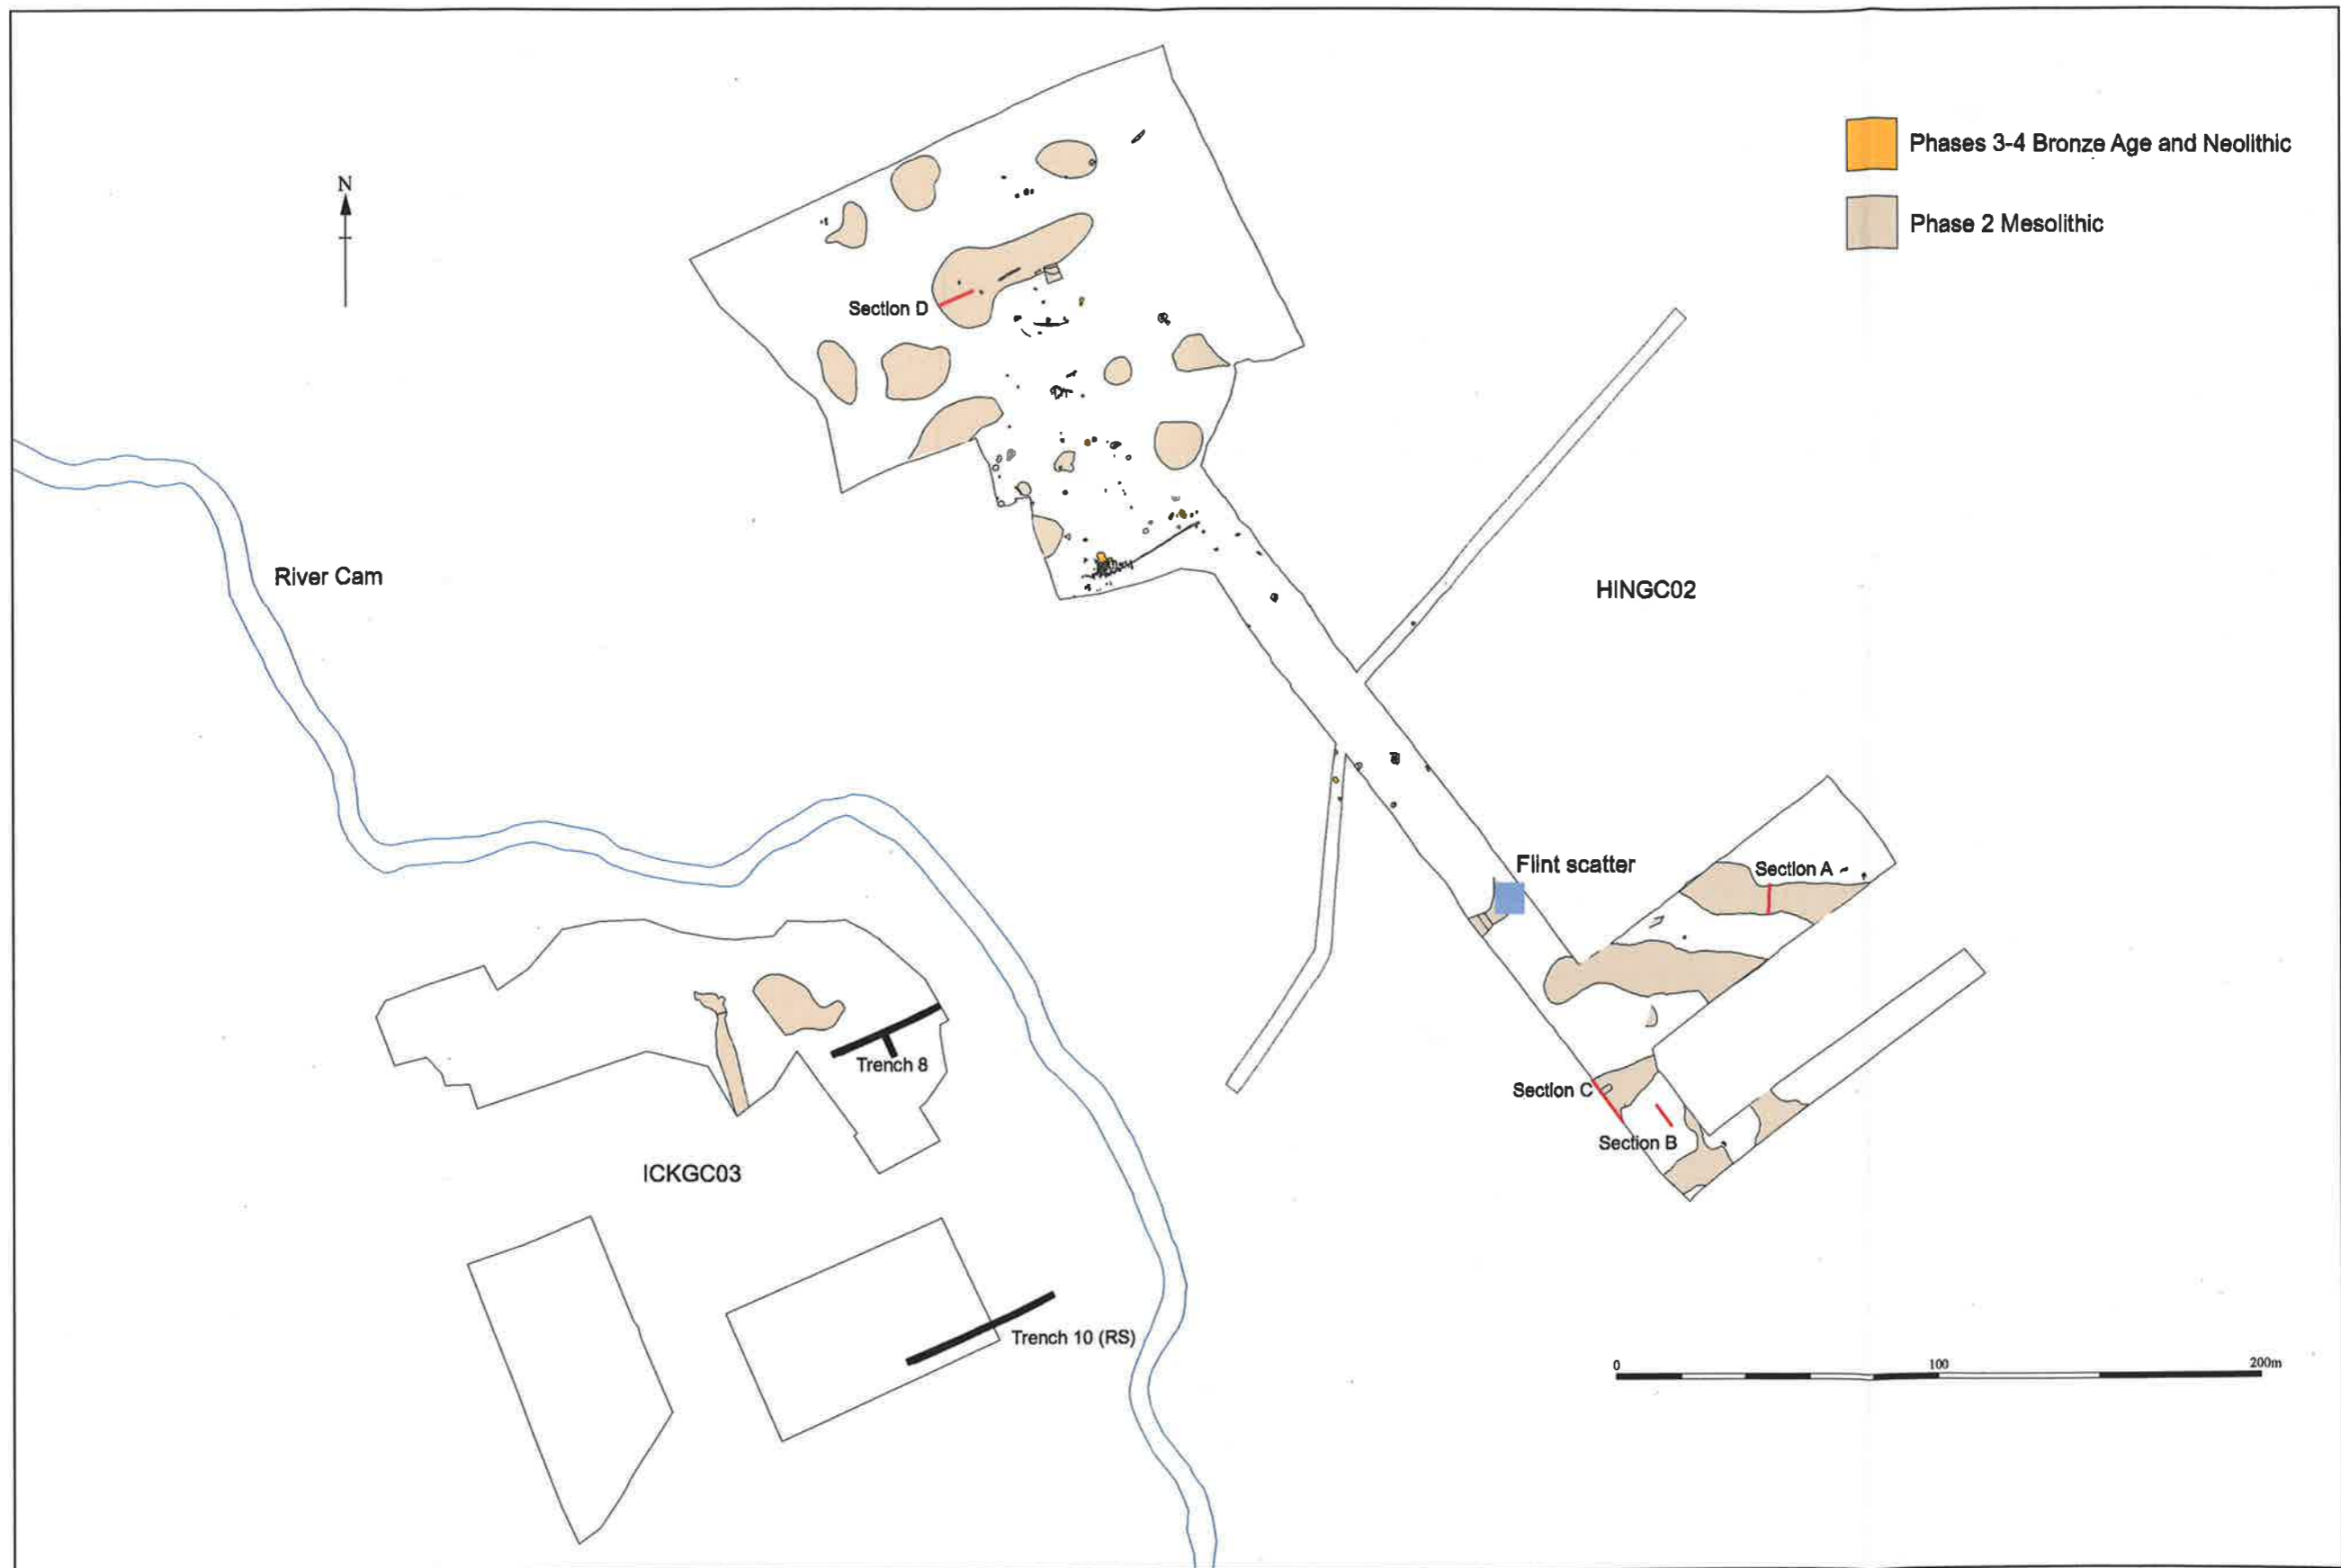 Phases 3-4 Bronze Age and Neolithic
N
Phase 2 Mesolithic
Section D
River Cam
HINGC02
Flint scatter
Section A
Trench 8
Section C
Section B
ICKGC03
Trench 10 (RS)
0 100 200m